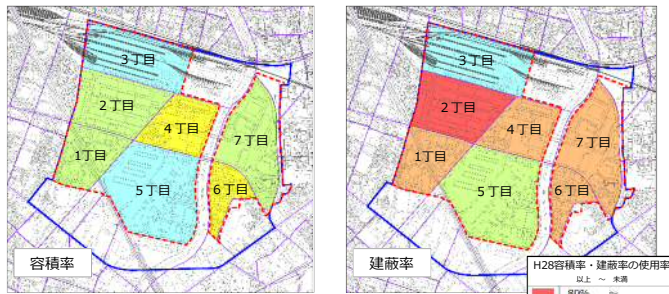 3丁目
2丁目
4丁目
7丁目
1丁目
5丁目
6丁目
容積率
3丁目
2丁目
4丁目
7丁目
1丁目
5丁目
6丁目
建蔽率
H28容積率・建蔽率の使用率
以上 ~ 未満